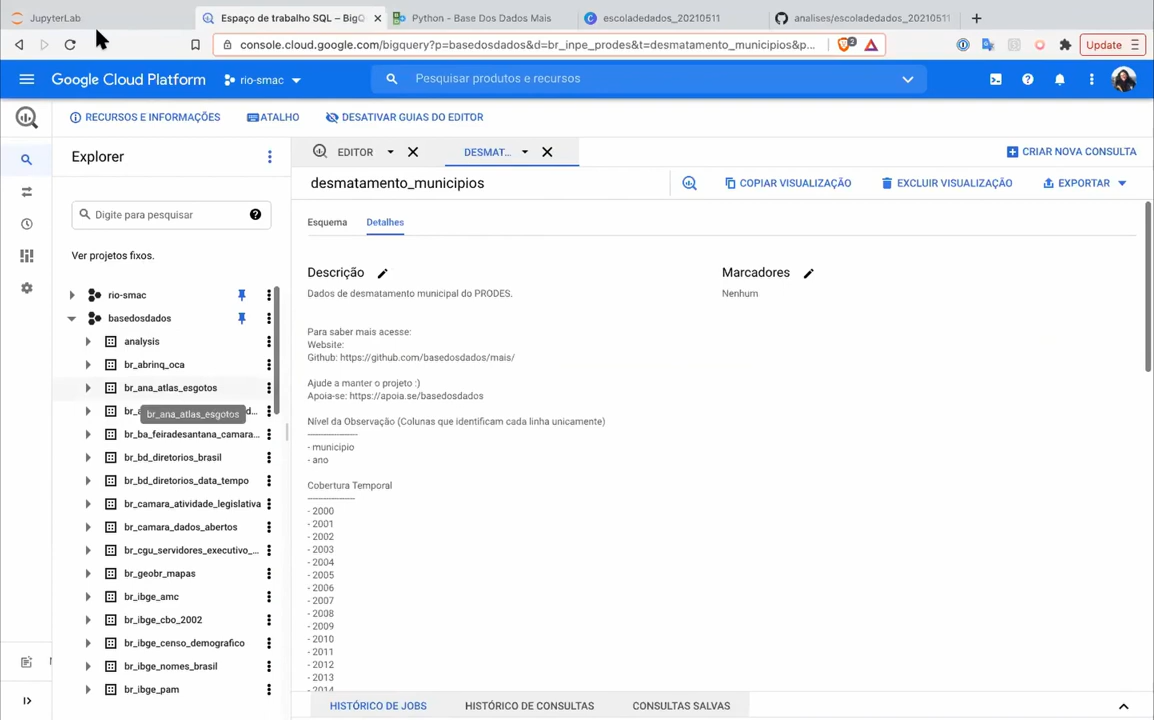 JupyterLab
Espaço de trabalho SQL – BigQ
Python - Base Dos Dados Mais
escoladedados_20210511
analises/escoladedados_20210511
console.cloud.google.com/bigquery?p=basedosdados&d=br_inpe_prodes&t=desmatamento_municipios&p...
2
Update
Google Cloud Platform
rio-smac
Pesquisar produtos e recursos
RECURSOS E INFORMAÇÕES
ATALHO
DESATIVAR GUIAS DO EDITOR
Explorer
EDITOR
DESMAT...
CRIAR NOVA CONSULTA
desmatamento_municipios
COPIAR VISUALIZAÇÃO
EXCLUIR VISUALIZAÇÃO
EXPORTAR
Digite para pesquisar
Ver projetos fixos.
rio-smac
basedosdados
analysis
br_abrinq_oca
br_ana_atlas_esgotos
br_ana_atlas_esgotos
d...
br_ba_feiradesantana_camara...
br_bd_diretorios_brasil
br_bd_diretorios_data_tempo
br_camara_atividade_legislativa
br_camara_dados_abertos
br_cgu_servidores_executivo_...
br_geobr_mapas
br_ibge_amc
br_ibge_cbo_2002
br_ibge_censo_demografico
br_ibge_nomes_brasil
br_ibge_pam
Esquema
Detalhes
Descrição
Dados de desmatamento municipal do PRODES.
Para saber mais acesse:
Website:
Github: https://github.com/basedosdados/mais/
Ajude a manter o projeto :)
Apoia-se: https://apoia.se/basedosdados
Nível da Observação (Colunas que identificam cada linha unicamente)
-------------------
- municipio
- ano
Cobertura Temporal
------------------
- 2000
- 2001
- 2002
- 2003
- 2004
- 2005
- 2006
- 2007
- 2008
- 2009
- 2010
- 2011
- 2012
- 2013
- 2014
Marcadores
Nenhum
HISTÓRICO DE JOBS
HISTÓRICO DE CONSULTAS
CONSULTAS SALVAS